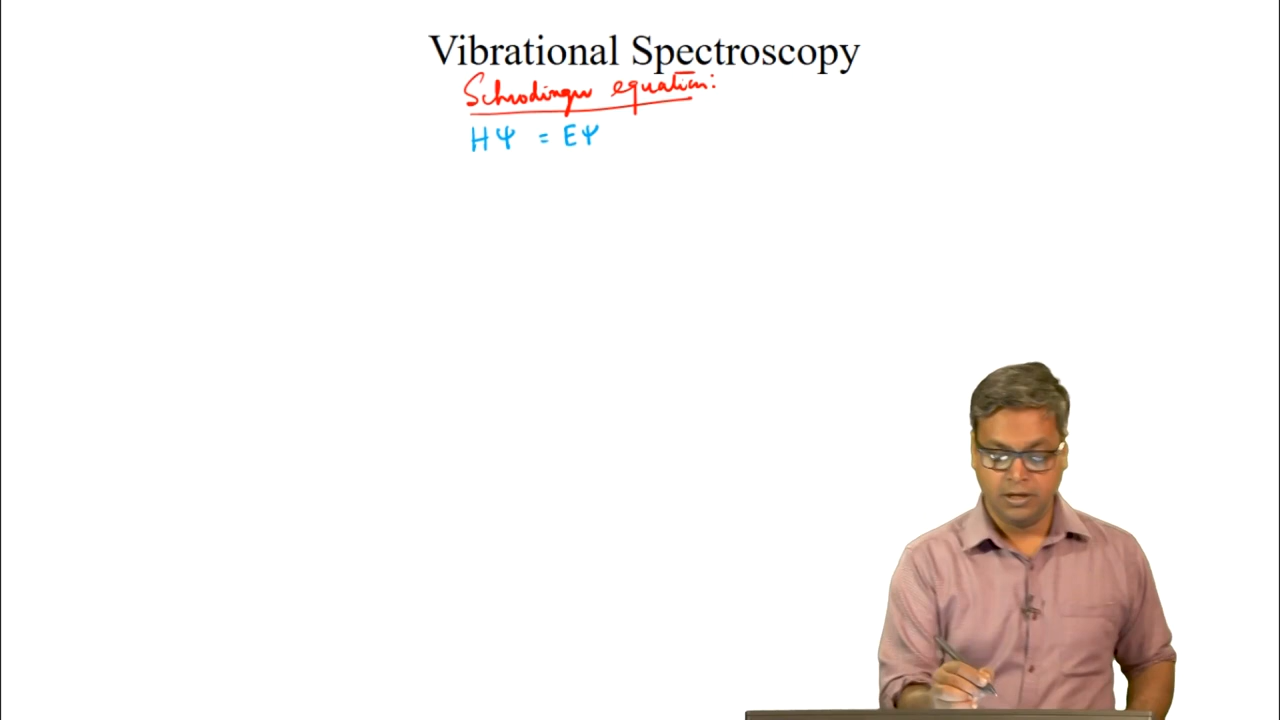 Vibrational Spectroscopy
Schrodinger equation:
HΨ = EΨ